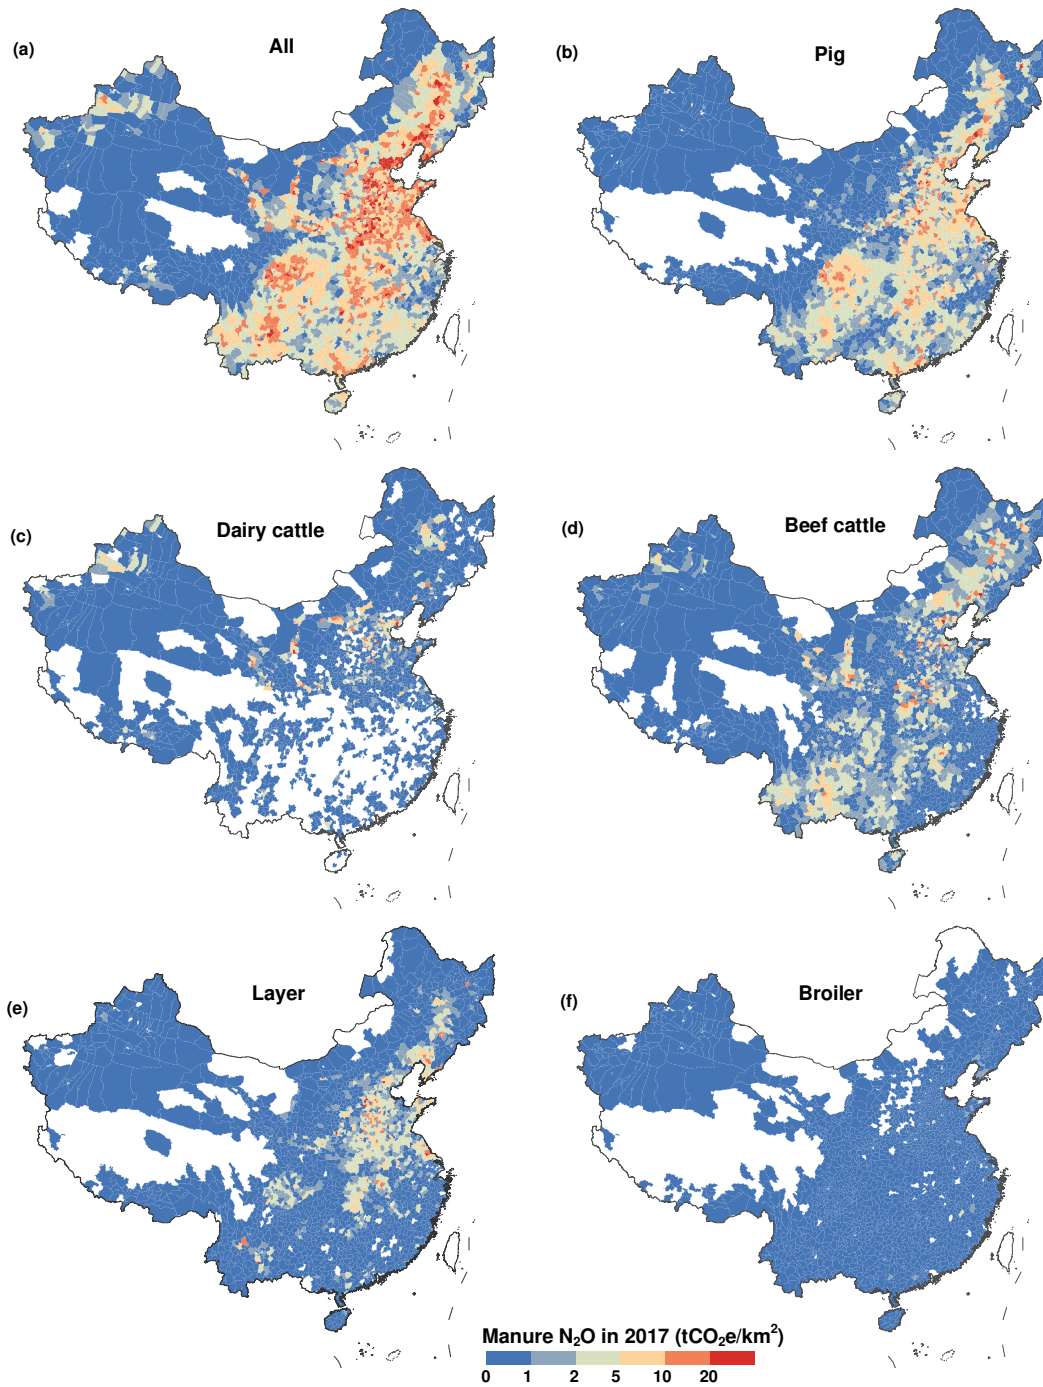 (a)
All
(b)
Pig
(c)
Dairy cattle
(d)
Beef cattle
(e)
Layer
(f)
Broiler
Manure N₂O in 2017 (tCO₂e/km²)
0 1 2 5 10 20